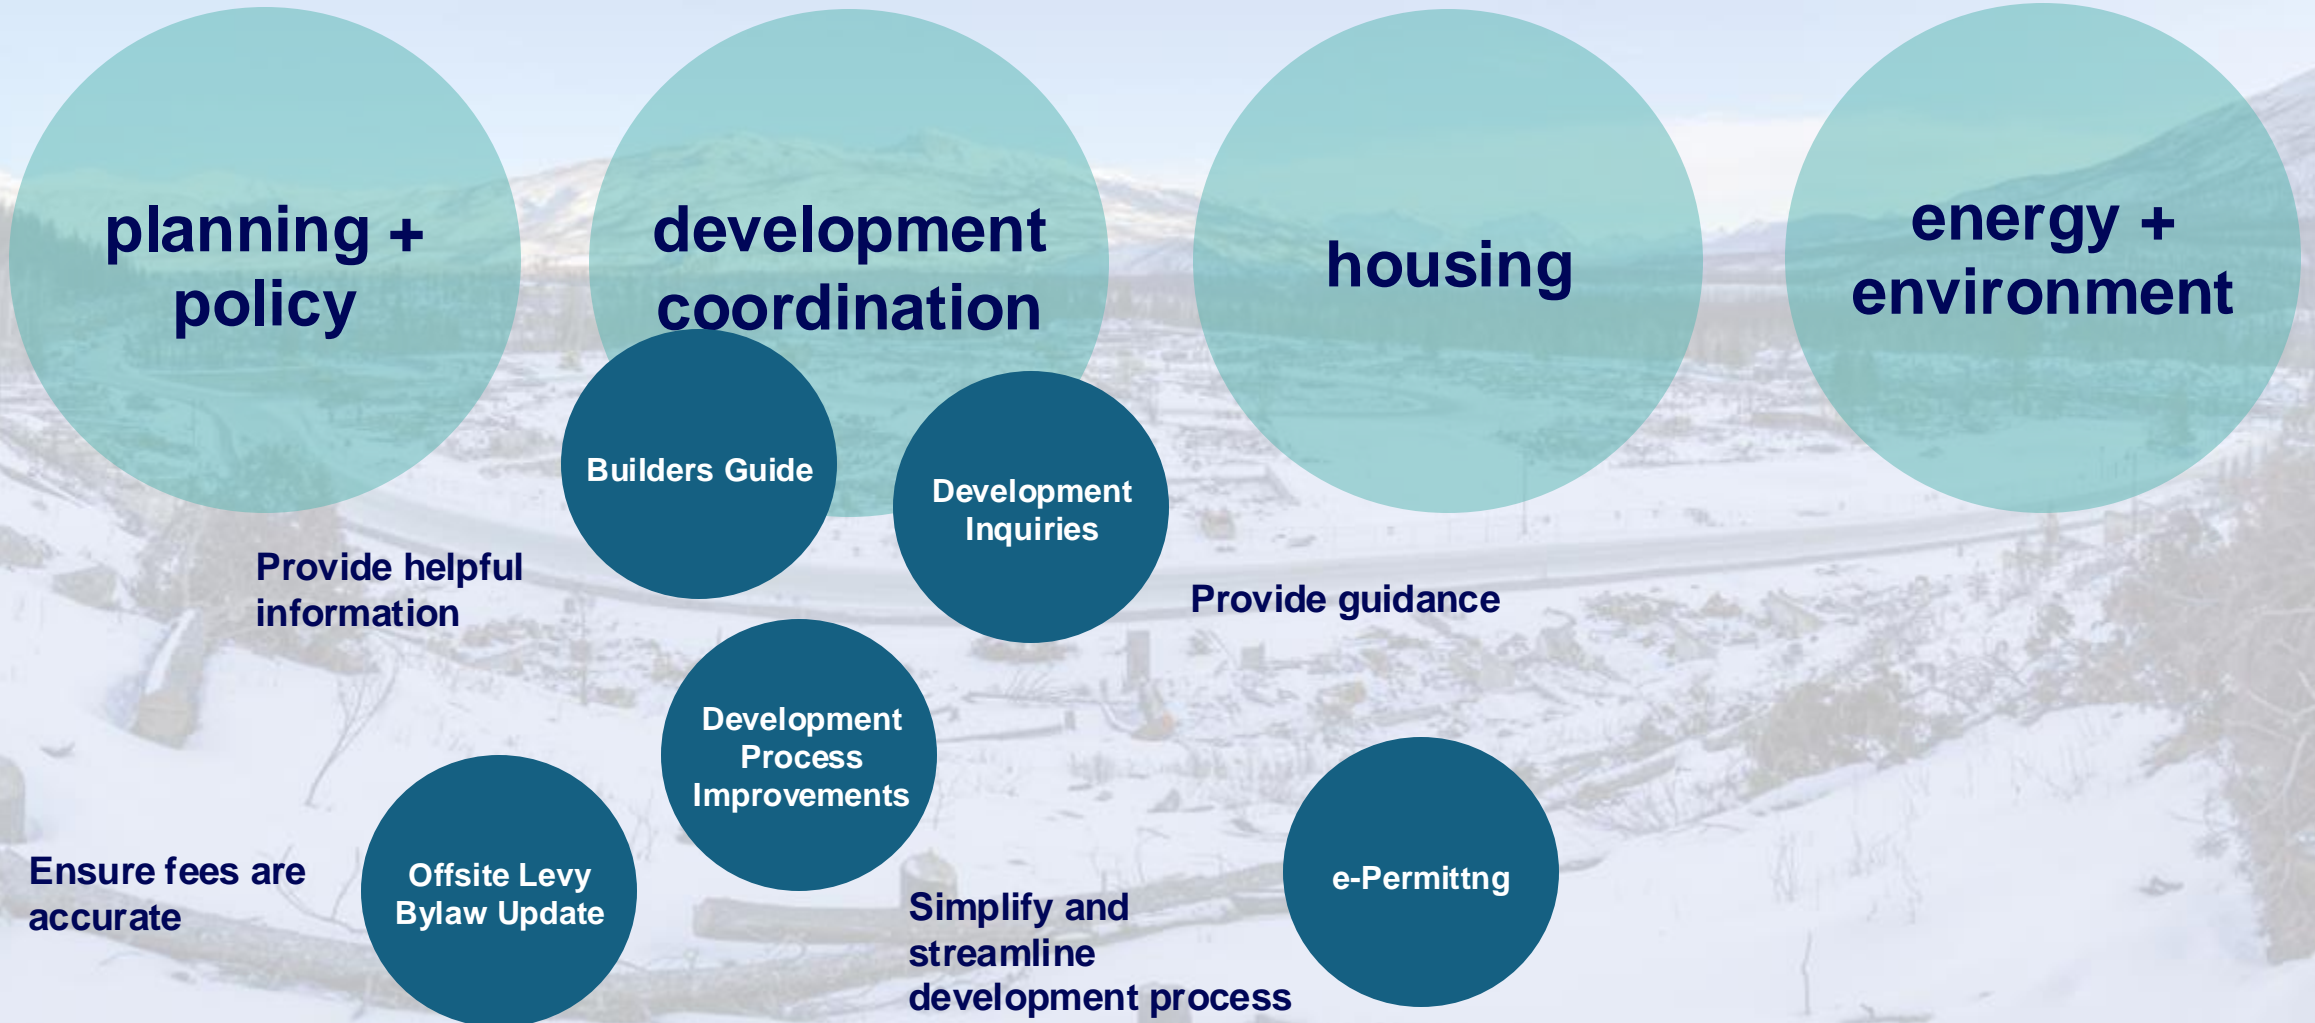 planning +
policy
development
coordination
housing
energy +
environment
Builders Guide
Development
Inquiries
Provide helpful
information
Provide guidance
Development
Process
Improvements
Ensure fees are
accurate
Offsite Levy
Bylaw Update
Simplify and
streamline
development process
e-Permittng